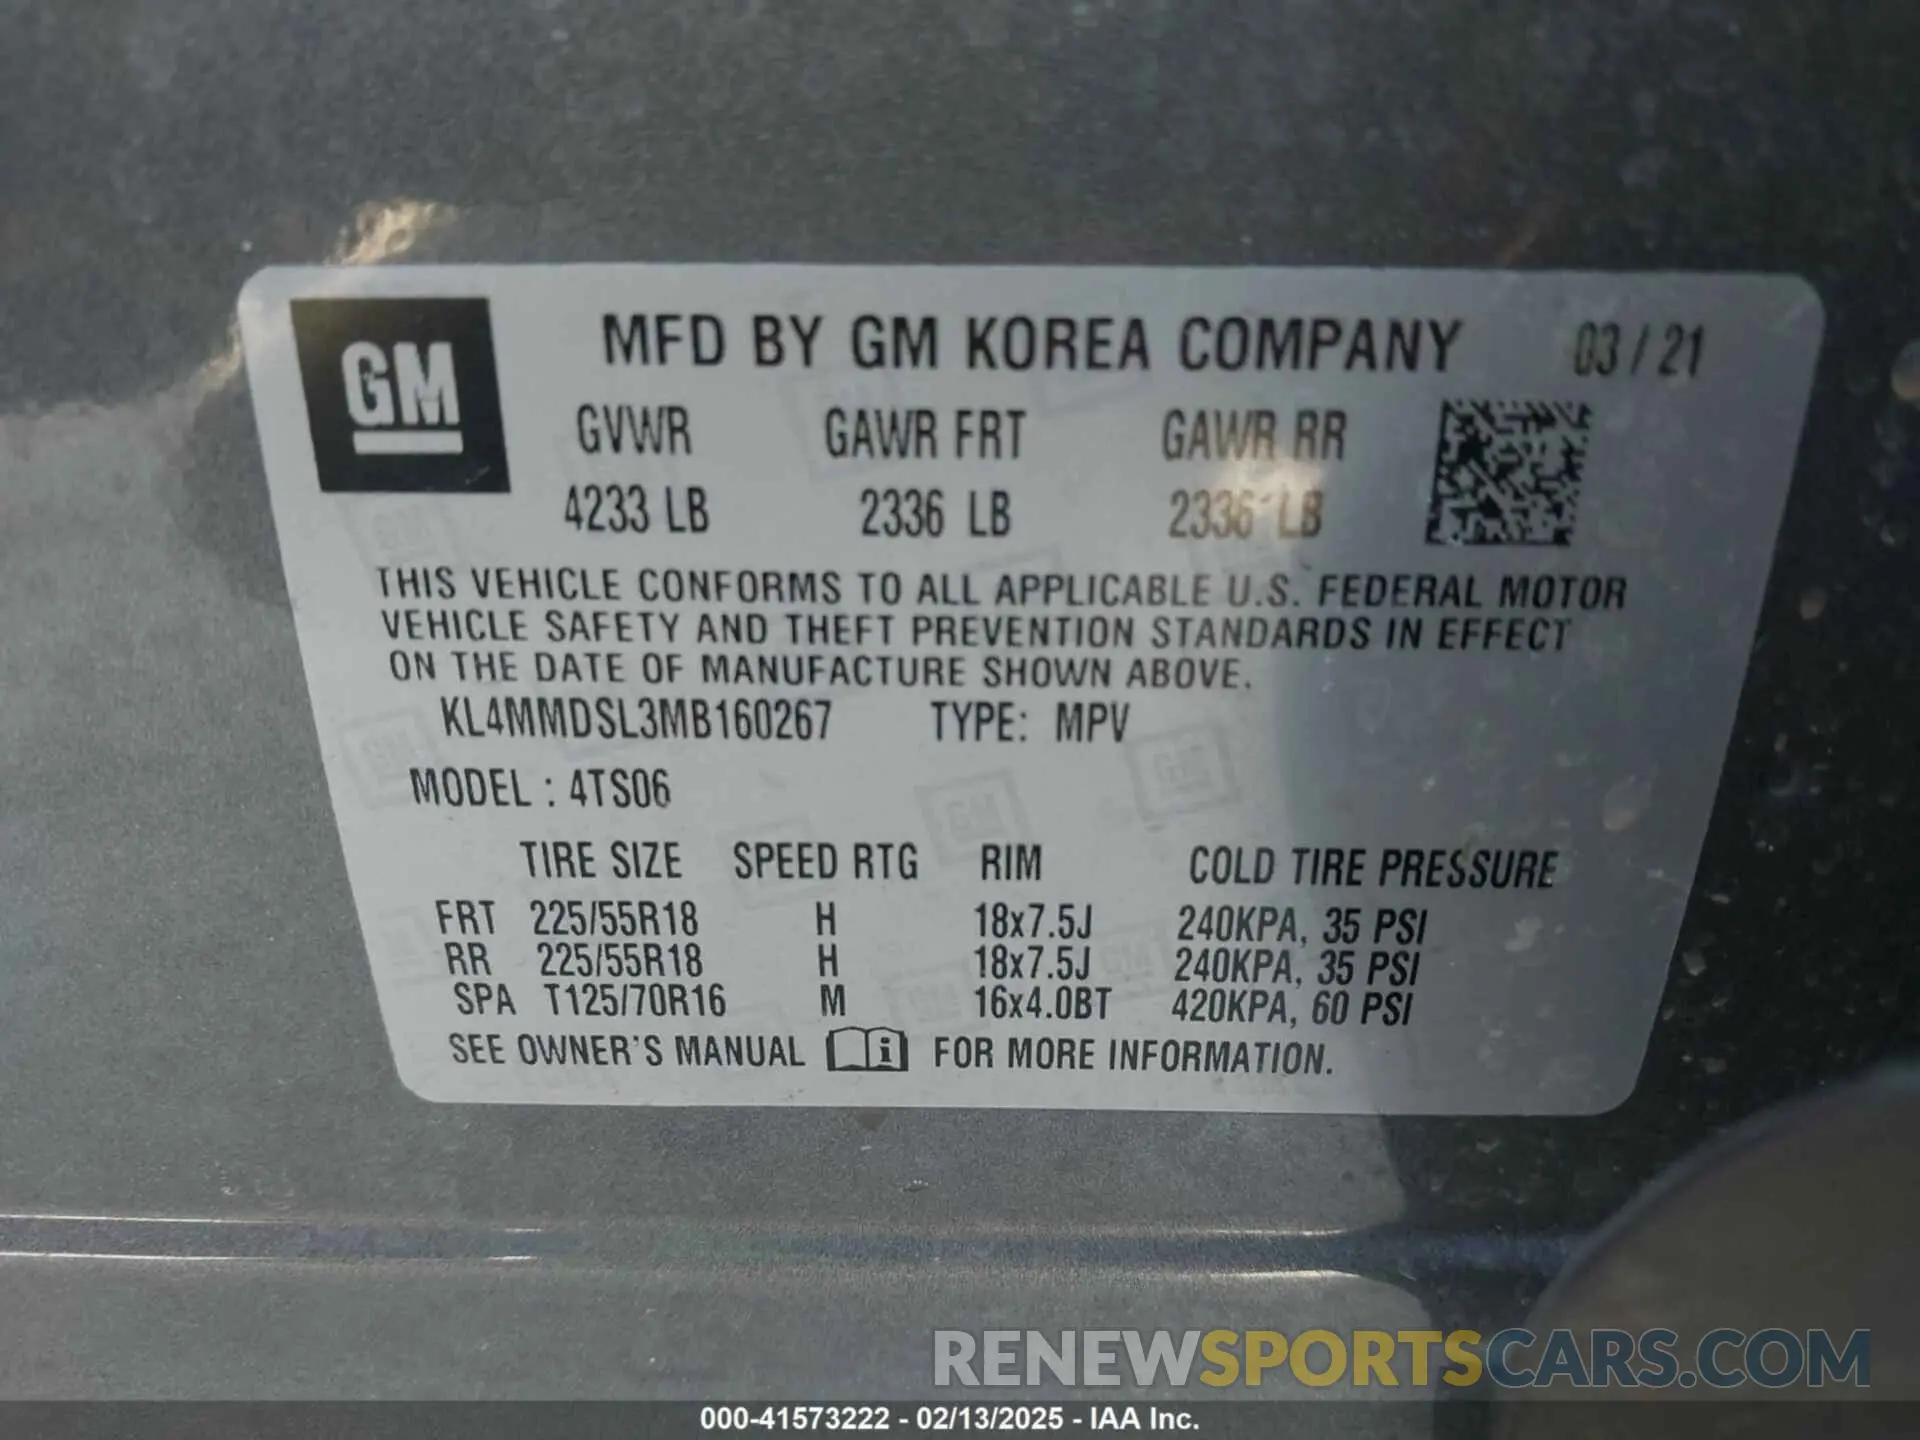 GM
MFD BY GM KOREA COMPANY 03/21
GVWR GAWR FRT GAWR RR
4233 LB 2336 LB 2336 LB
THIS VEHICLE CONFORMS TO ALL APPLICABLE U.S. FEDERAL MOTOR
VEHICLE SAFETY AND THEFT PREVENTION STANDARDS IN EFFECT
ON THE DATE OF MANUFACTURE SHOWN ABOVE.
KL4MMDSL3MB160267 TYPE: MPV
MODEL : 4TS06
TIRE SIZE SPEED RTG RIM COLD TIRE PRESSURE
FRT 225/55R18 H 18x7.5J 240KPA, 35 PSI
RR 225/55R18 H 18x7.5J 240KPA, 35 PSI
SPA T125/70R16 M 16x4.0BT 420KPA, 60 PSI
SEE OWNER'S MANUAL i FOR MORE INFORMATION.
RENEWSPORTSCARS.COM
000-41573222 - 02/13/2025 - IAA Inc.